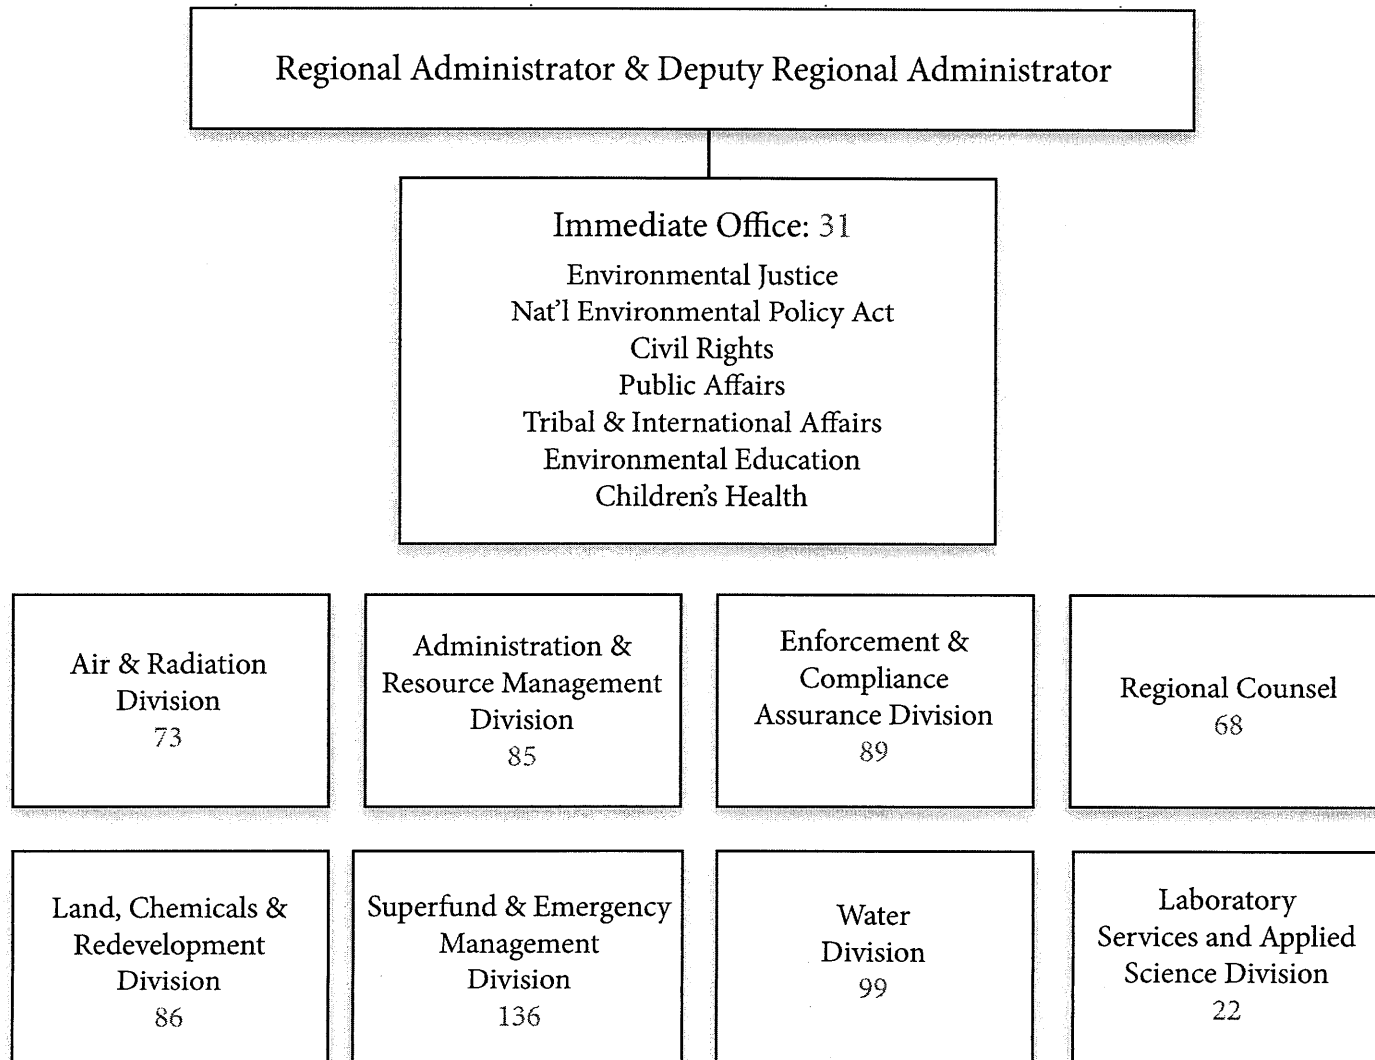 Regional Administrator & Deputy Regional Administrator
Immediate Office: 31
Environmental Justice
Nat'l Environmental Policy Act
Civil Rights
Public Affairs
Tribal & International Affairs
Environmental Education
Children's Health
Air & Radiation
Division
73
Administration &
Resource Management
Division
85
Enforcement &
Compliance
Assurance Division
89
Regional Counsel
68
Land, Chemicals &
Redevelopment
Division
86
Superfund & Emergency
Management
Division
136
Water
Division
99
Laboratory
Services and Applied
Science Division
22